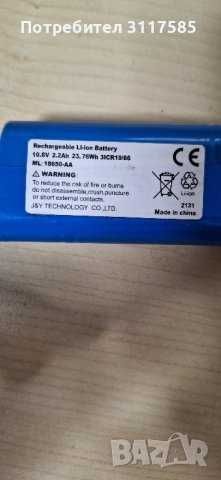 Потребител 3117585
Rechargeable Li-ion Battery
10.8V 2.2Ah 23.76Wh 3ICR19/66
ML-18650-AA
CE
WARNING
To avoid the risk of fire or burns
do not disassemble,crush,puncture
or short external contacts.
Li-ion
J&Y TECHNOLOGY CO.,LTD.
2131
Made in china
BAZAR